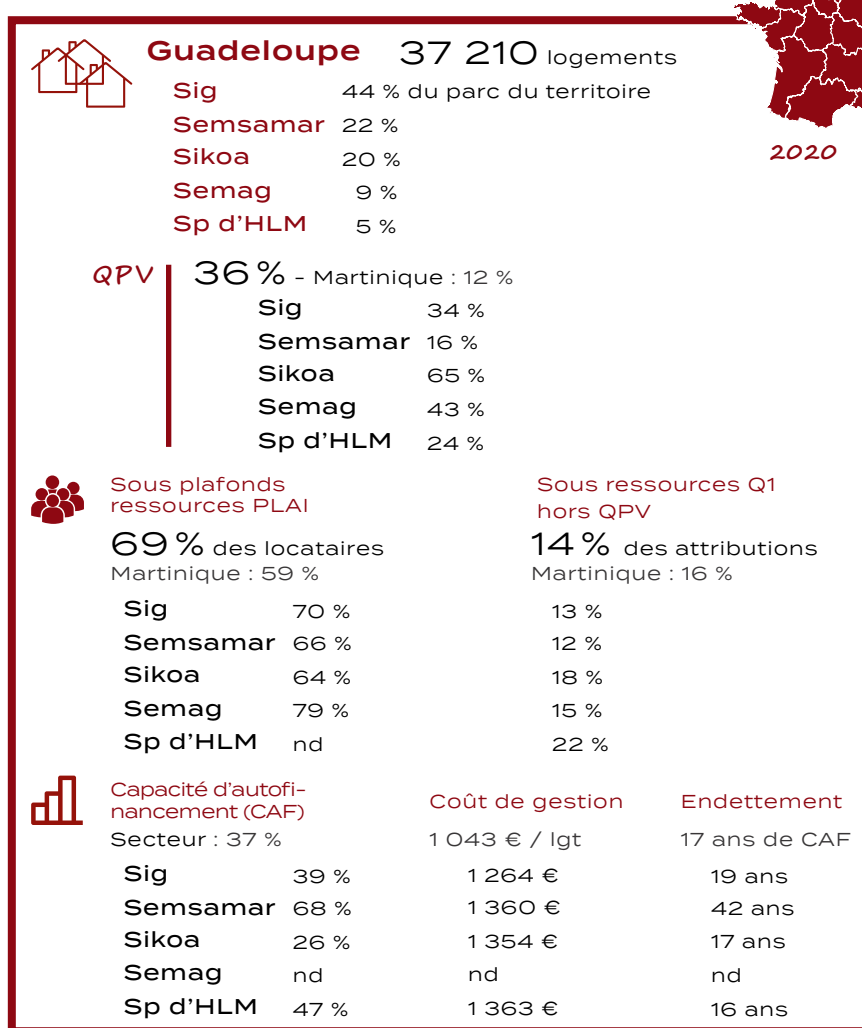 Guadeloupe 37 210 logements
Sig 44 % du parc du territoire
Semsamar 22 %
Sikoa 20 %
Semag 9 %
Sp d'HLM 5 %
2020
QPV 36 % - Martinique : 12 %
Sig 34 %
Semsamar 16 %
Sikoa 65 %
Semag 43 %
Sp d'HLM 24 %
Sous plafonds
ressources PLAI
Sous ressources Q1
hors QPV
69 % des locataires 14 % des attributions
Martinique : 59 % Martinique : 16 %
Sig 70 % 13 %
Semsamar 66 % 12 %
Sikoa 64 % 18 %
Semag 79 % 15 %
Sp d'HLM nd 22 %
Capacité d'autofi-
nancement (CAF)
Coût de gestion Endettement
Secteur : 37 % 1 043 € / lgt 17 ans de CAF
Sig 39 % 1 264 € 19 ans
Semsamar 68 % 1 360 € 42 ans
Sikoa 26 % 1 354 € 17 ans
Semag nd nd nd
Sp d'HLM 47 % 1 363 € 16 ans